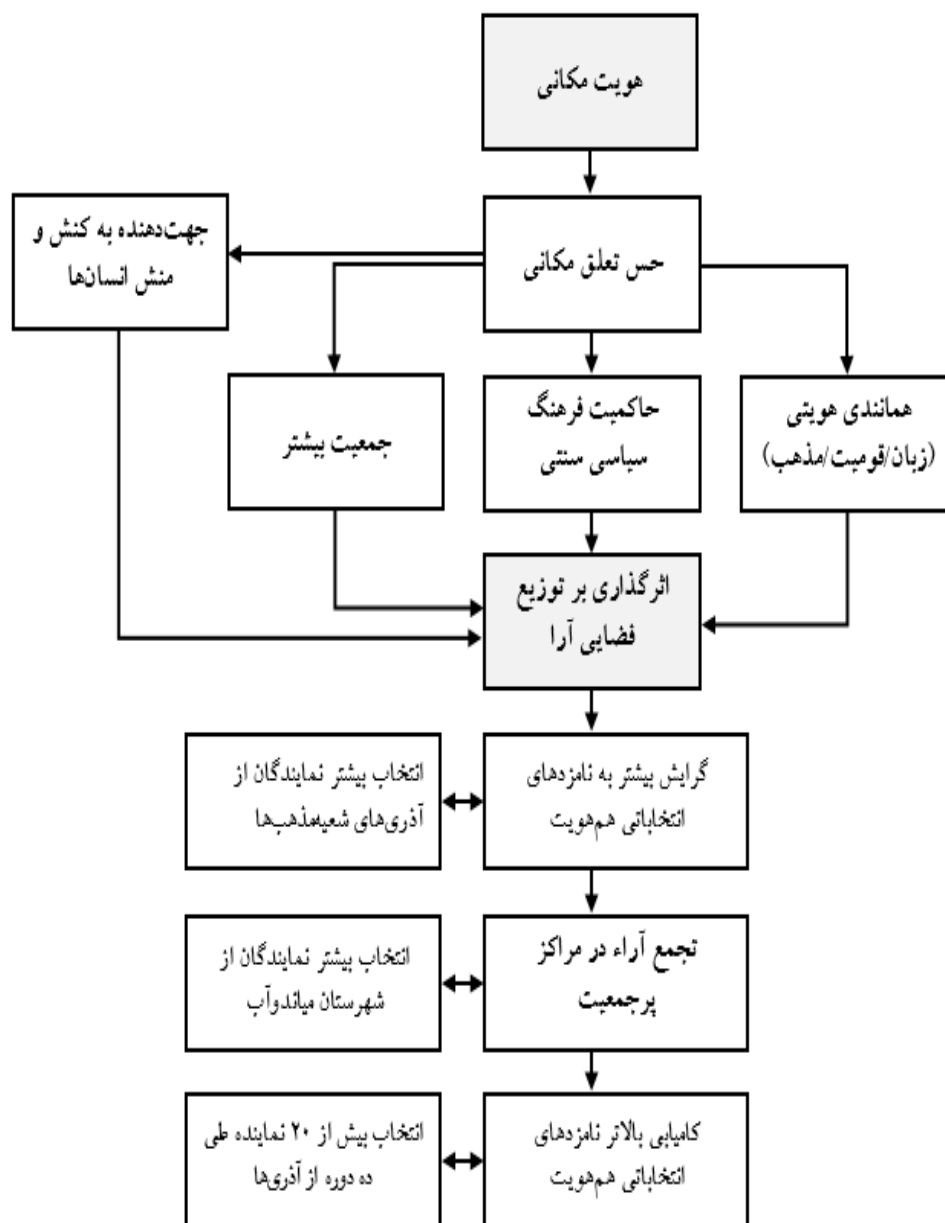 هویت مکانی
حس تعلق مکانی
جهت‌دهنده به کنش و
منش انسان‌ها
همانندی هویتی
(زبان/قومیت/مذهب)
حاکمیت فرهنگ
سیاسی سنتی
جمعیت بیشتر
اثرگذاری بر توزیع
فضایی آرا
گرایش بیشتر به نامزدهای
انتخاباتی هم‌هویت
انتخاب بیشتر نمایندگان از
آذری‌های شعیه‌مذهب‌ها
تجمع آراء در مراکز
پرجمعیت
انتخاب بیشتر نمایندگان از
شهرستان میاندوآب
کامیابی بالاتر نامزدهای
انتخاباتی هم‌هویت
انتخاب بیش از ۲۰ نماینده طی
ده دوره از آذری‌ها